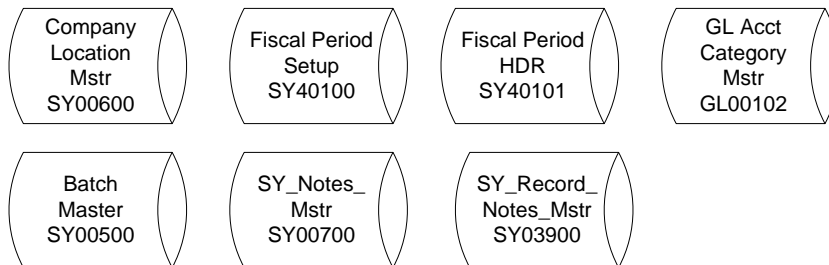 Company
Location
Mstr
SY00600
Fiscal Period
Setup
SY40100
Fiscal Period
HDR
SY40101
GL Acct
Category
Mstr
GL00102
Batch
Master
SY00500
SY_Notes_
Mstr
SY00700
SY_Record_
Notes_Mstr
SY03900